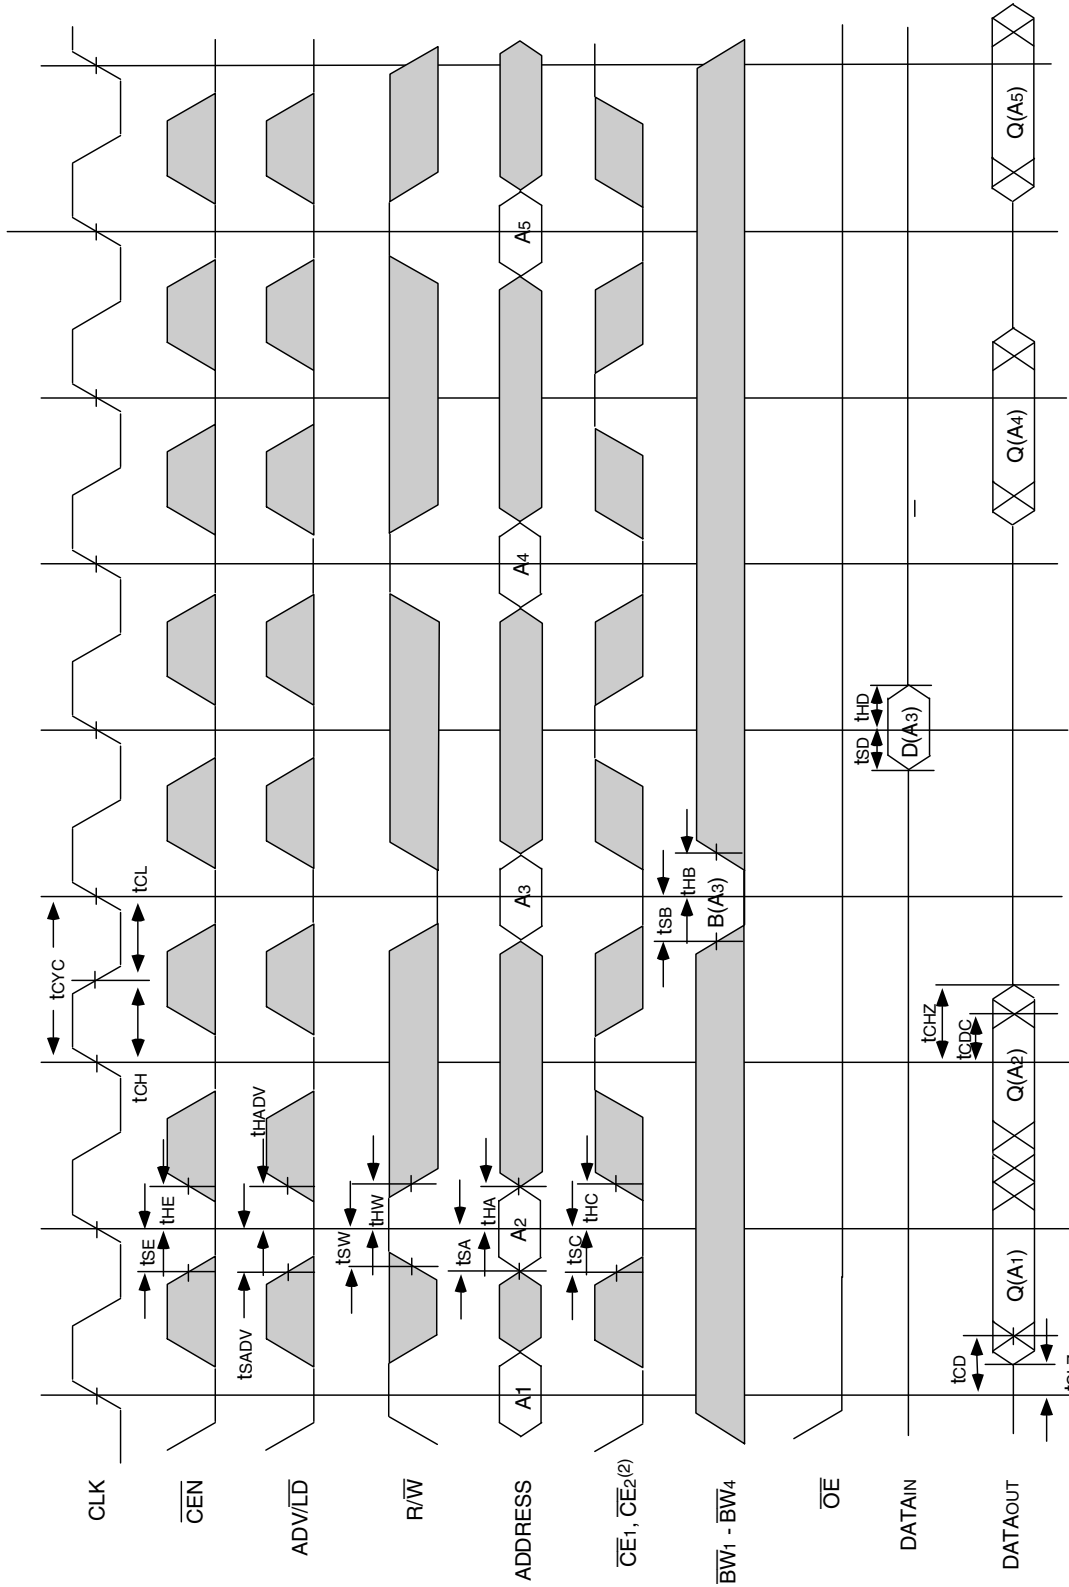 CLK
tCYC
tCH
tCL
CEN
tSE
tHE
ADV/LD
tSADV
tHADV
R/W
tSW
tHW
ADDRESS
A1
A2
A3
A4
A5
tSA
tHA
CE1, CE2(2)
tSC
tHC
BW1 - BW4
tSB
tHB
B(A3)
OE
DATAIN
tSD
tHD
D(A3)
DATAOUT
tCD
tCHZ
tCDC
Q(A1)
Q(A2)
Q(A4)
Q(A5)